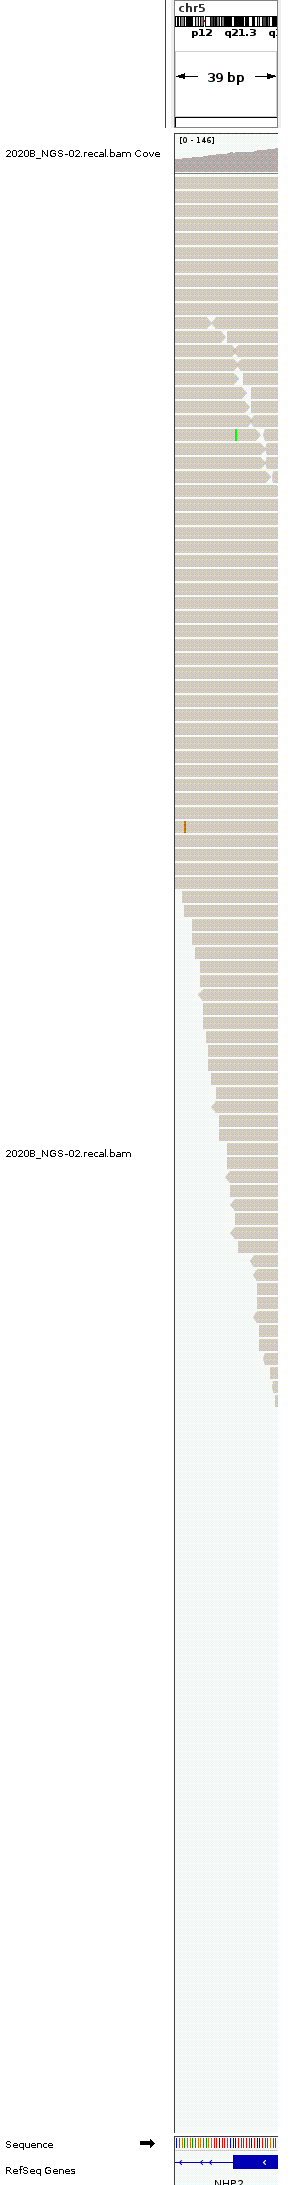 chr5
p12 q21.3 q
39 bp
[0 - 146]
2020B_NGS-02.recal.bam Cove
2020B_NGS-02.recal.bam
Sequence
RefSeq Genes
NHP2